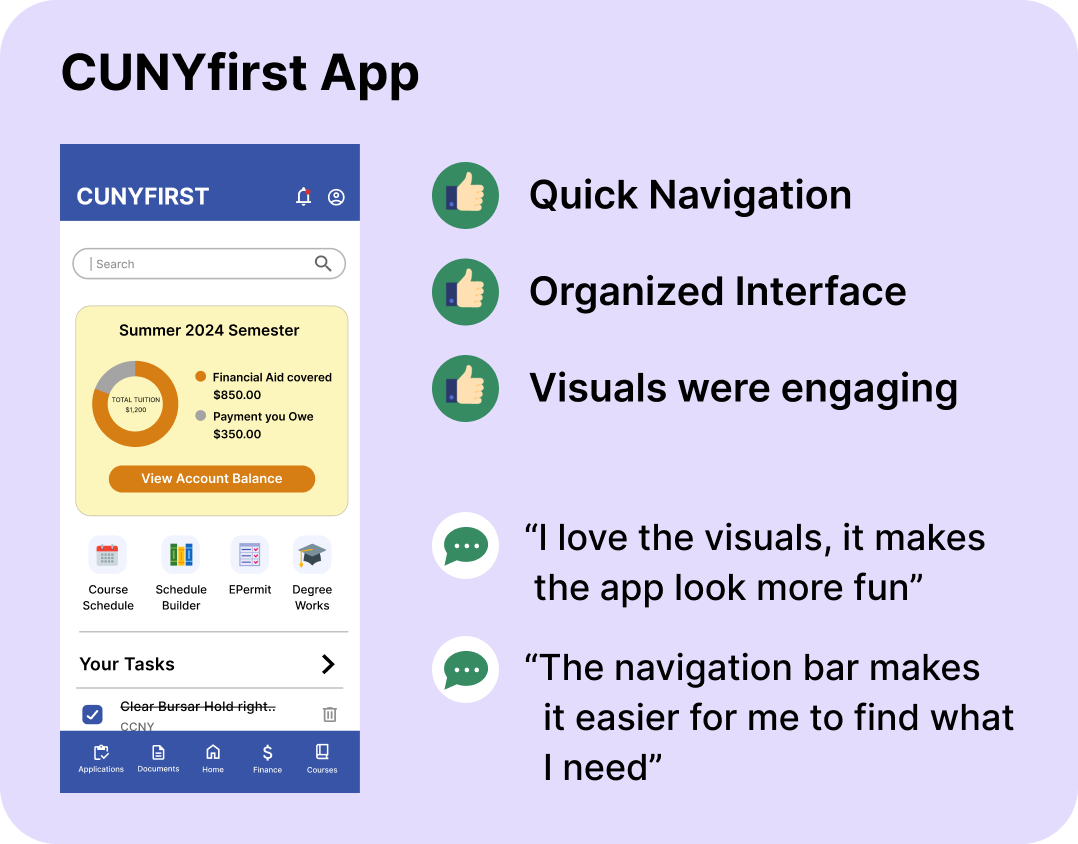 CUNYfirst App
CUNYFIRST
Search
Summer 2024 Semester
TOTAL TUITION
$1,200
Financial Aid covered
$850.00
Payment you Owe
$350.00
View Account Balance
Course
Schedule
Schedule
Builder
EPermit
Degree
Works
Your Tasks
Clear Bursar Hold right..
CCNY
Applications
Documents
Home
Finance
Courses
Quick Navigation
Organized Interface
Visuals were engaging
“I love the visuals, it makes
the app look more fun”
“The navigation bar makes
it easier for me to find what
I need”